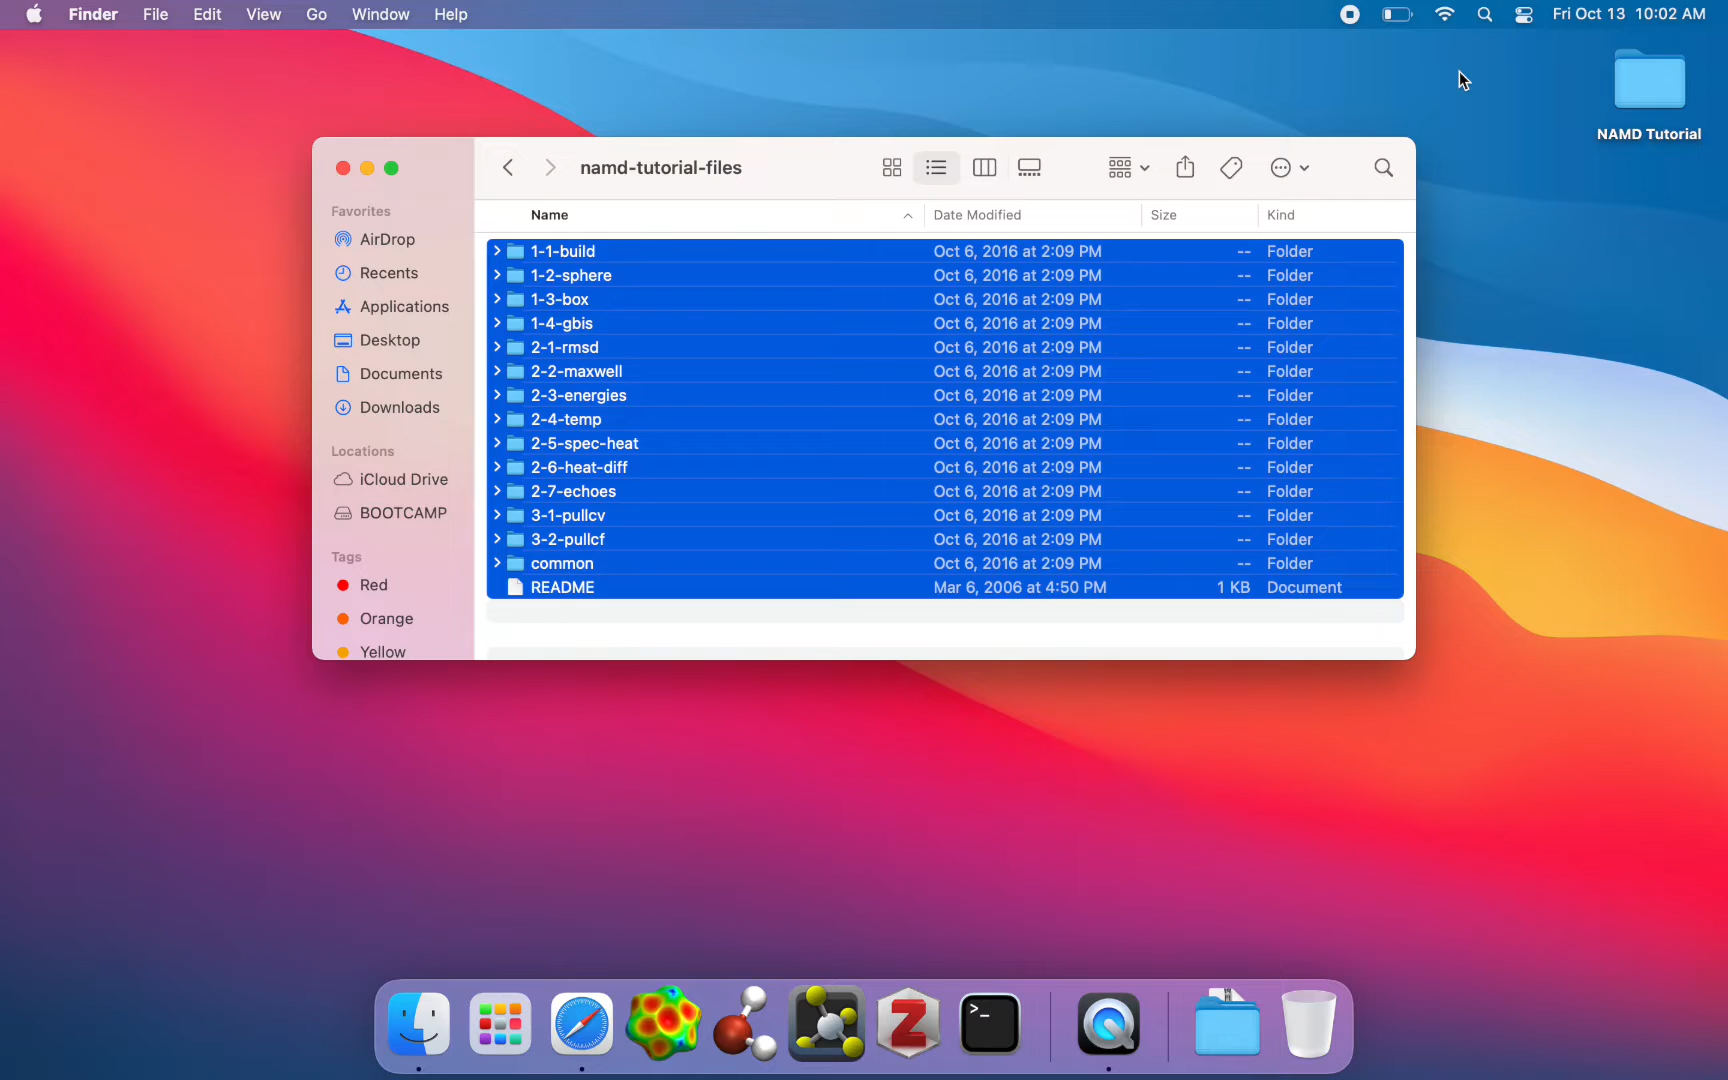 Finder File Edit View Go Window Help Fri Oct 13 10:02 AM
NAMD Tutorial
namd-tutorial-files
Favorites
AirDrop
Recents
Applications
Desktop
Documents
Downloads
Locations
iCloud Drive
BOOTCAMP
Tags
Red
Orange
Yellow
Name Date Modified Size Kind
1-1-build Oct 6, 2016 at 2:09 PM -- Folder
1-2-sphere Oct 6, 2016 at 2:09 PM -- Folder
1-3-box Oct 6, 2016 at 2:09 PM -- Folder
1-4-gbis Oct 6, 2016 at 2:09 PM -- Folder
2-1-rmsd Oct 6, 2016 at 2:09 PM -- Folder
2-2-maxwell Oct 6, 2016 at 2:09 PM -- Folder
2-3-energies Oct 6, 2016 at 2:09 PM -- Folder
2-4-temp Oct 6, 2016 at 2:09 PM -- Folder
2-5-spec-heat Oct 6, 2016 at 2:09 PM -- Folder
2-6-heat-diff Oct 6, 2016 at 2:09 PM -- Folder
2-7-echoes Oct 6, 2016 at 2:09 PM -- Folder
3-1-pullcv Oct 6, 2016 at 2:09 PM -- Folder
3-2-pullcf Oct 6, 2016 at 2:09 PM -- Folder
common Oct 6, 2016 at 2:09 PM -- Folder
README Mar 6, 2006 at 4:50 PM 1 KB Document
Z
>_